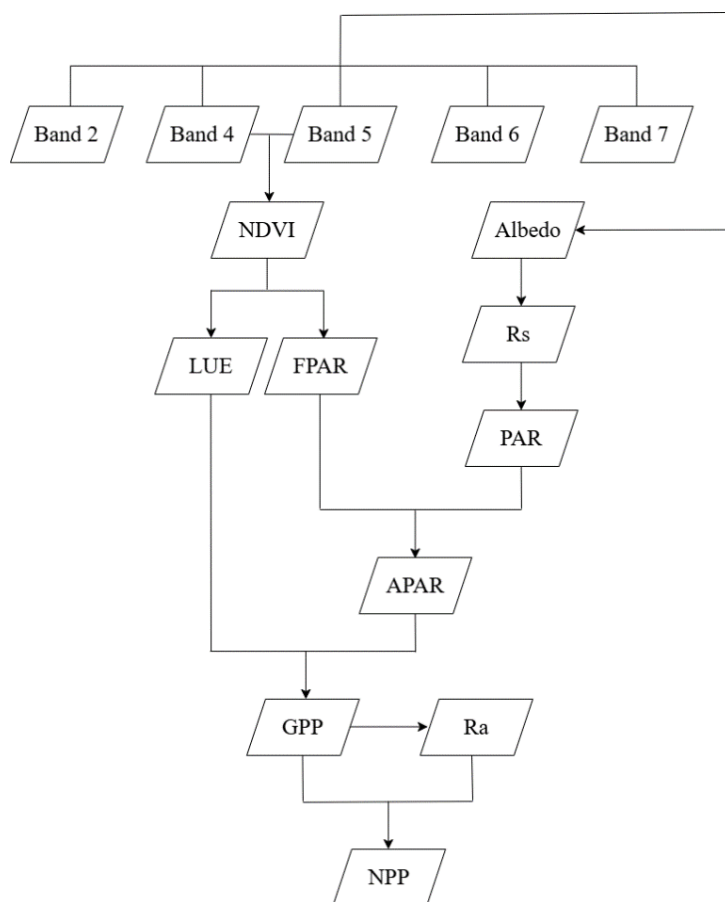 Band 2
Band 4
Band 5
Band 6
Band 7
NDVI
Albedo
LUE
FPAR
Rs
PAR
APAR
GPP
Ra
NPP